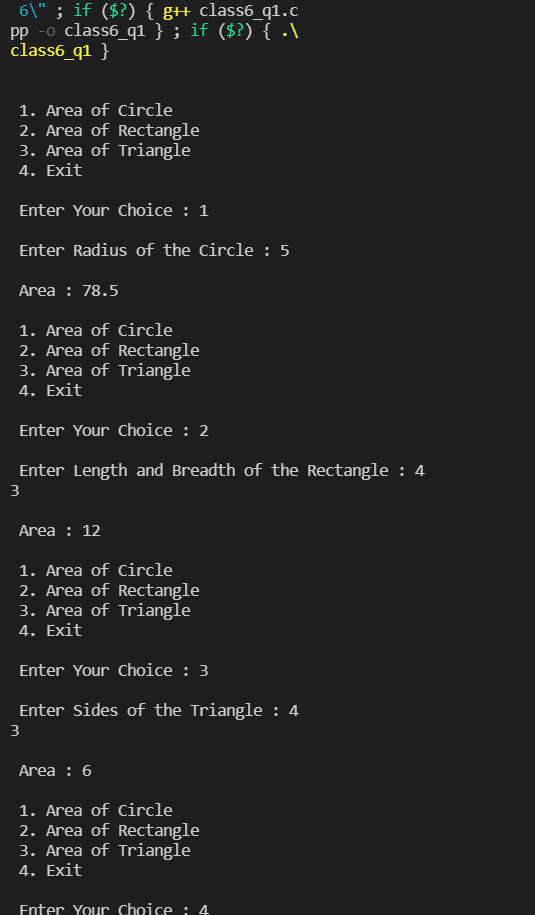 6\" ; if ($?) { g++ class6_q1.c
pp -o class6_q1 } ; if ($?) { .\
class6_q1 }
1. Area of Circle
2. Area of Rectangle
3. Area of Triangle
4. Exit
Enter Your Choice : 1
Enter Radius of the Circle : 5
Area : 78.5
1. Area of Circle
2. Area of Rectangle
3. Area of Triangle
4. Exit
Enter Your Choice : 2
Enter Length and Breadth of the Rectangle : 4
3
Area : 12
1. Area of Circle
2. Area of Rectangle
3. Area of Triangle
4. Exit
Enter Your Choice : 3
Enter Sides of the Triangle : 4
3
Area : 6
1. Area of Circle
2. Area of Rectangle
3. Area of Triangle
4. Exit
Enter Your Choice : 4